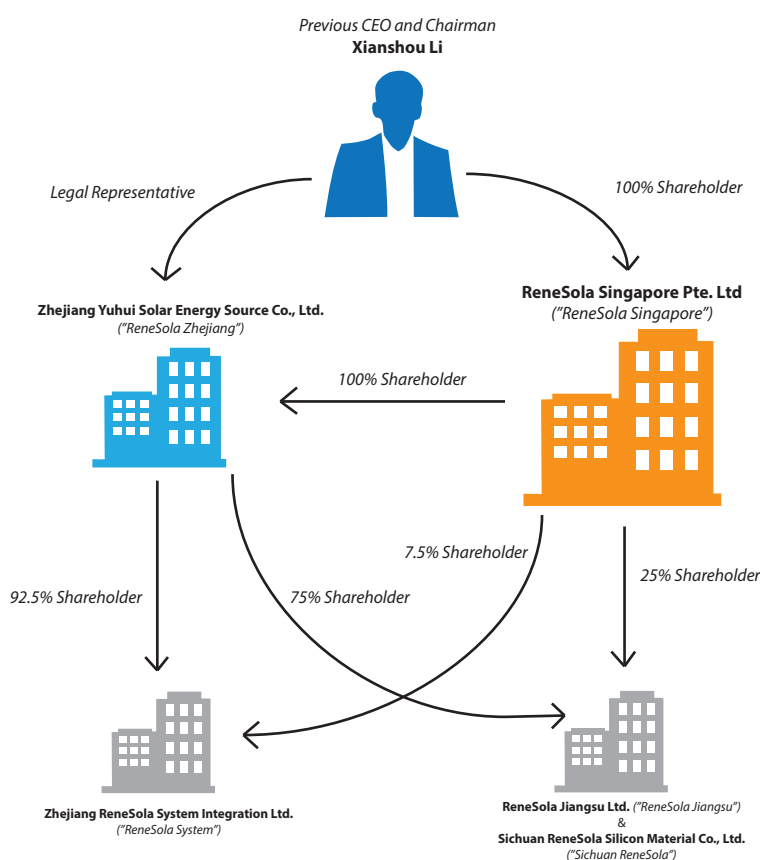 Previous CEO and Chairman
Xianshou Li
Legal Representative
100% Shareholder
Zhejiang Yuhui Solar Energy Source Co., Ltd.
("ReneSola Zhejiang")
ReneSola Singapore Pte. Ltd
("ReneSola Singapore")
100% Shareholder
7.5% Shareholder
25% Shareholder
92.5% Shareholder
75% Shareholder
Zhejiang ReneSola System Integration Ltd.
("ReneSola System")
ReneSola Jiangsu Ltd. ("ReneSola Jiangsu")
&
Sichuan ReneSola Silicon Material Co., Ltd.
("Sichuan ReneSola")